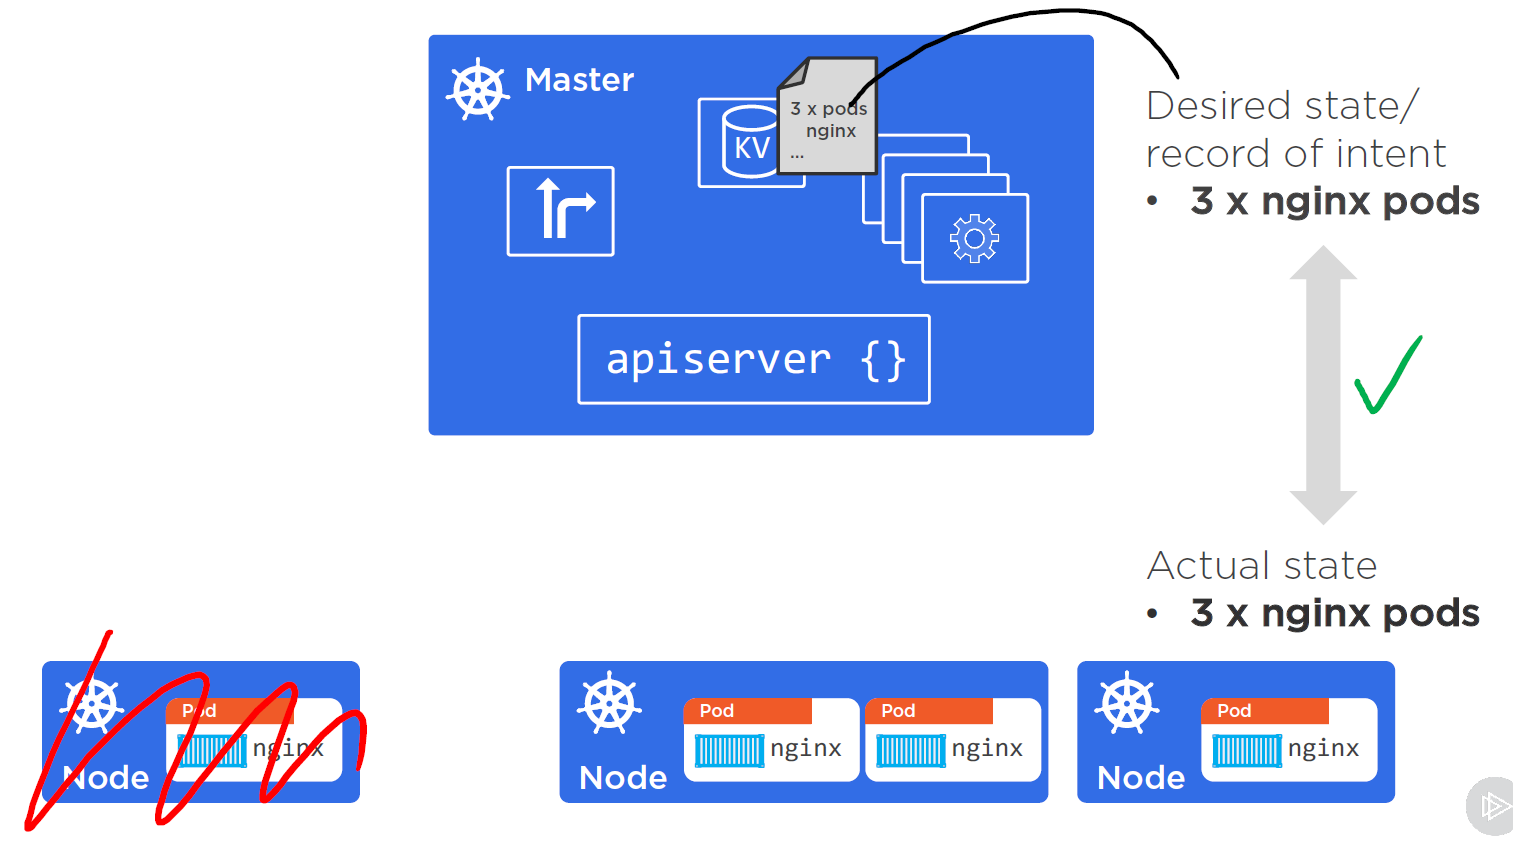 Master
3 x pods
nginx
...
KV
apiserver {}
Desired state/
record of intent
• 3 x nginx pods
Actual state
• 3 x nginx pods
Pod
nginx
Node
Pod
nginx
Pod
nginx
Node
Pod
nginx
Node